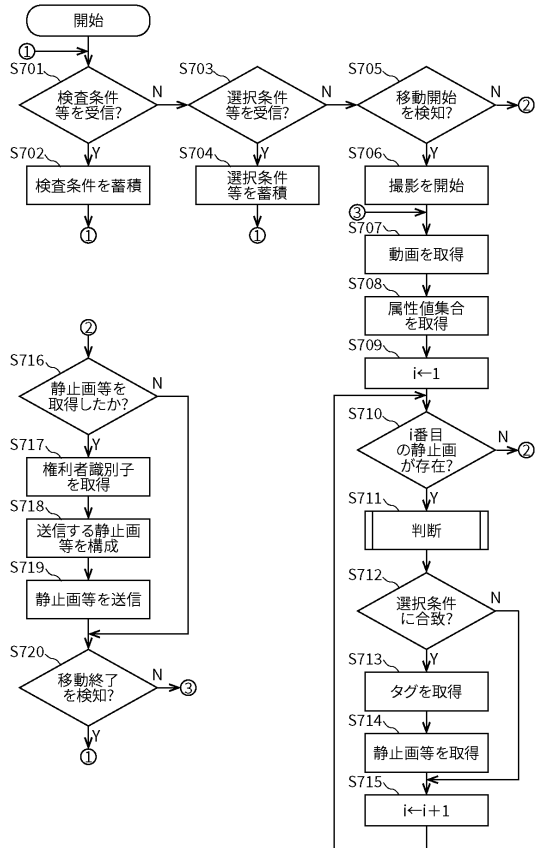 開始
①
S701
検査条件
等を受信?
N
Y
S702
検査条件を蓄積
①
S703
選択条件
等を受信?
N
Y
S704
選択条件
等を蓄積
①
S705
移動開始
を検知?
N
②
Y
S706
撮影を開始
③
S707
動画を取得
S708
属性値集合
を取得
S709
i←1
S710
i番目
の静止画
が存在?
N
②
Y
S711
判断
S712
選択条件
に合致?
N
Y
S713
タグを取得
S714
静止画等を取得
S715
i←i+1
②
S716
静止画等を
取得したか?
N
Y
S717
権利者識別子
を取得
S718
送信する静止画
等を構成
S719
静止画等を送信
S720
移動終了
を検知?
N
③
Y
①